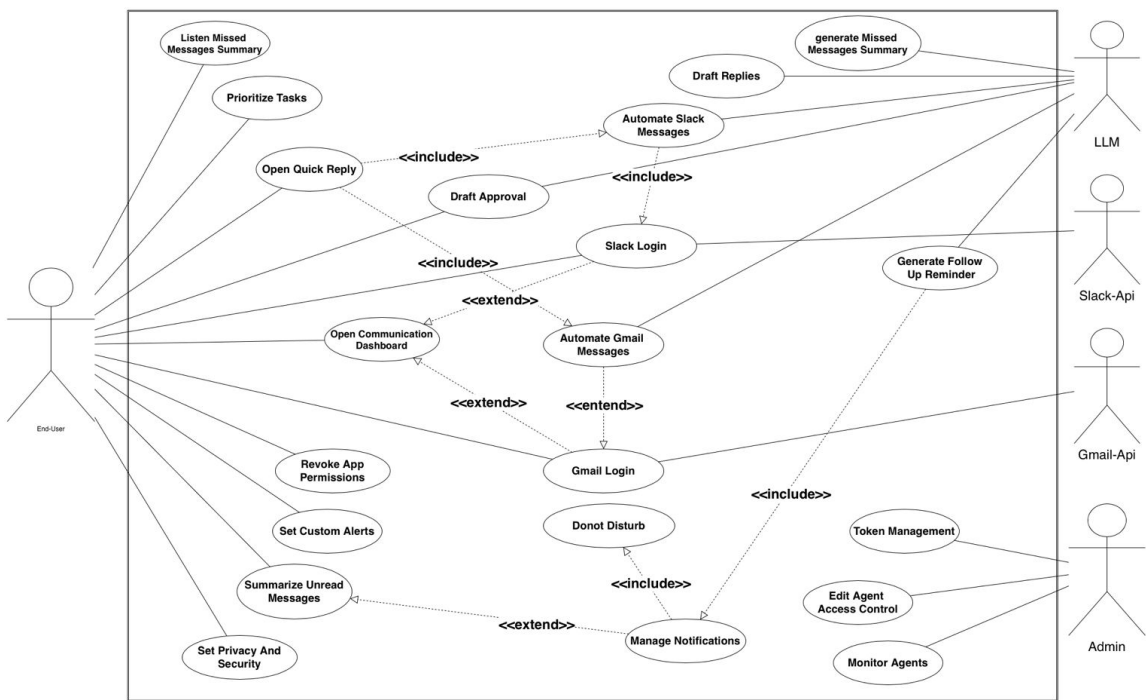 Listen Missed
Messages Summary
generate Missed
Messages Summary
Draft Replies
Prioritize Tasks
Automate Slack
Messages
LLM
<<include>>
Open Quick Reply
<<include>>
Draft Approval
Slack Login
<<include>>
Generate Follow
Up Reminder
Slack-Api
<<extend>>
Open Communication
Dashboard
Automate Gmail
Messages
<<extend>>
<<entend>>
End-User
Gmail-Api
Revoke App
Permissions
Gmail Login
<<include>>
Donot Disturb
Set Custom Alerts
Token Management
<<include>>
Summarize Unread
Messages
Edit Agent
Access Control
<<extend>>
Manage Notifications
Admin
Set Privacy And
Security
Monitor Agents